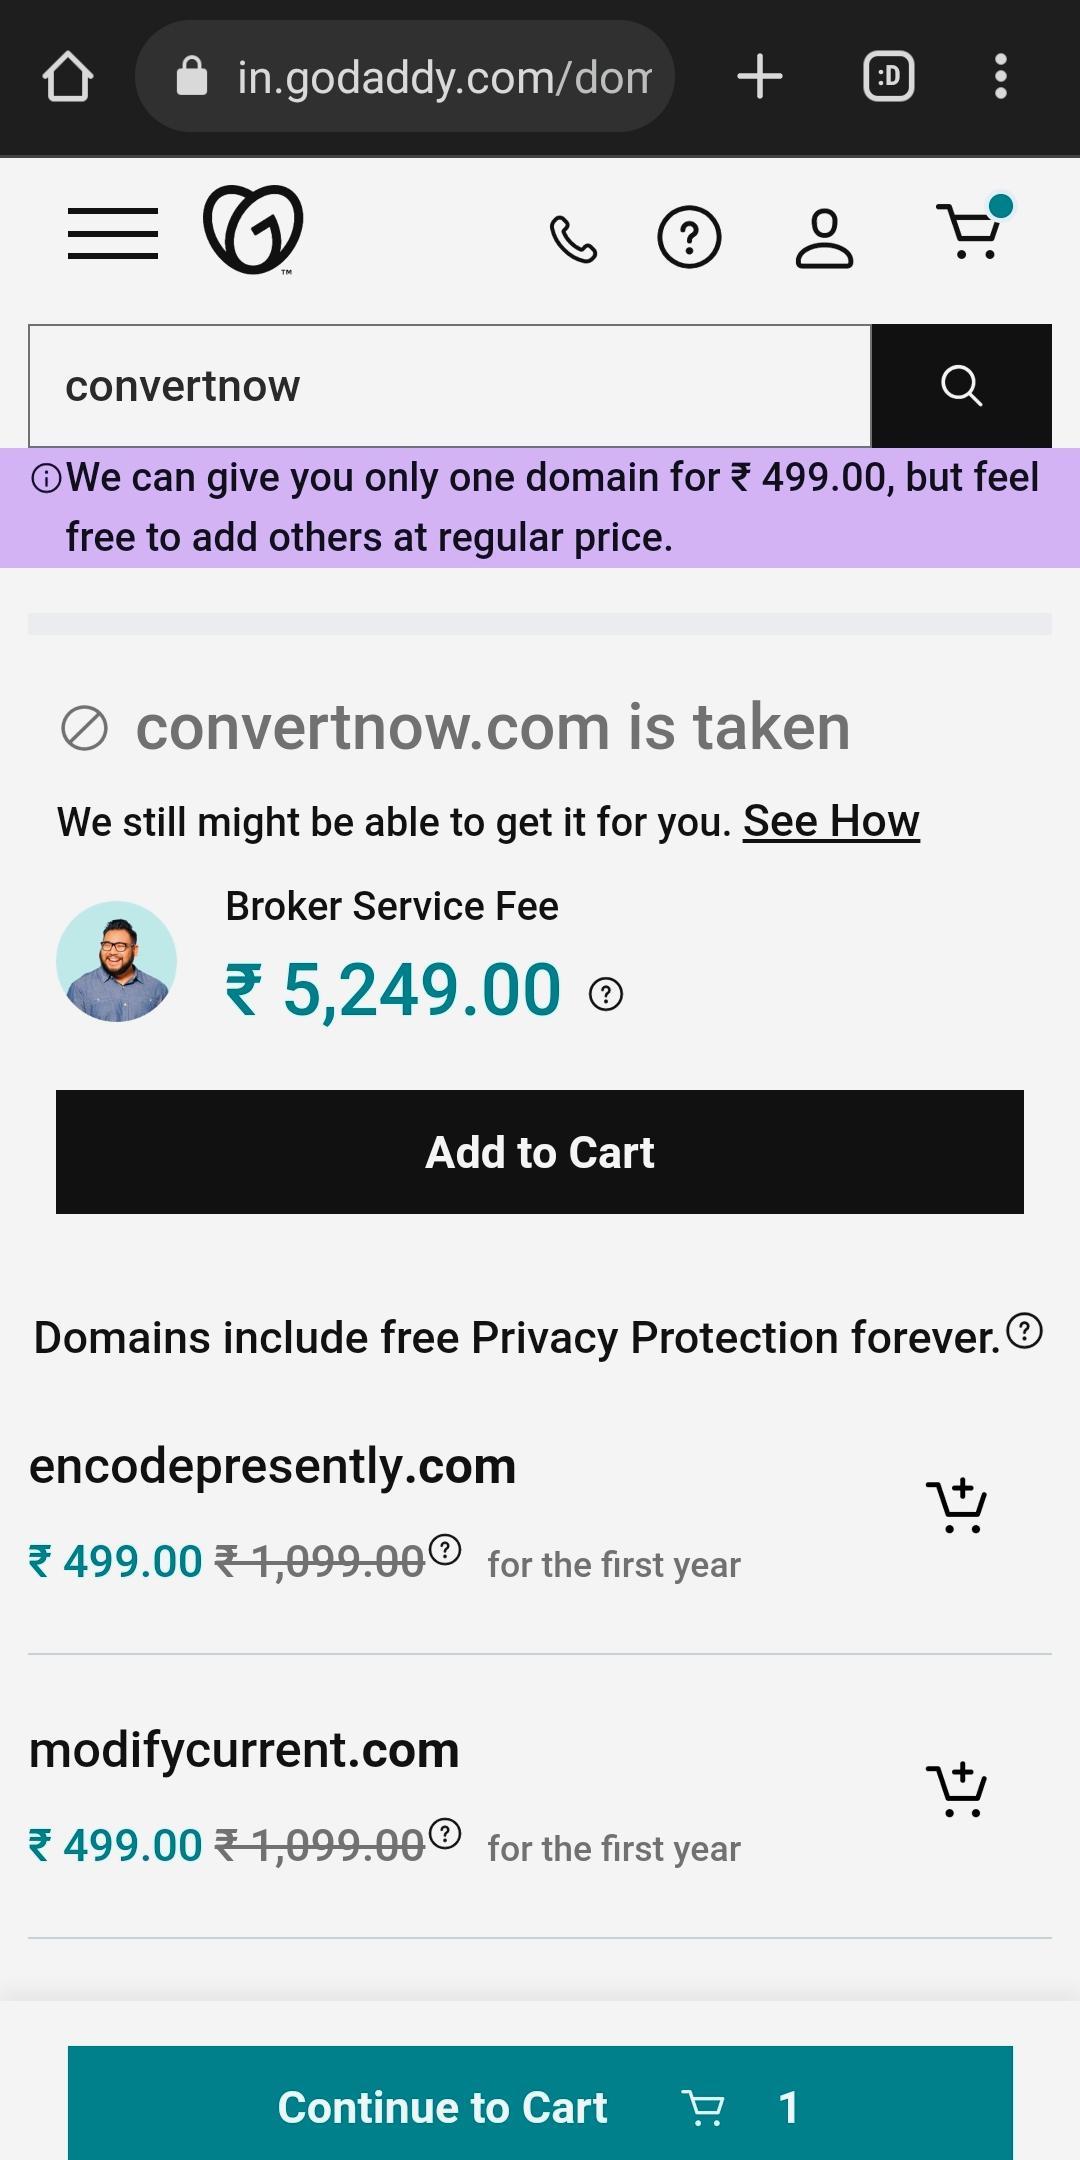 in.godaddy.com/dom
:D
TM
convertnow
We can give you only one domain for ₹ 499.00, but feel
free to add others at regular price.
convertnow.com is taken
We still might be able to get it for you. See How
Broker Service Fee
₹ 5,249.00
Add to Cart
Domains include free Privacy Protection forever.
encodepresently.com
₹ 499.00 ₹ 1,099.00 for the first year
modifycurrent.com
₹ 499.00 ₹ 1,099.00 for the first year
Continue to Cart 1